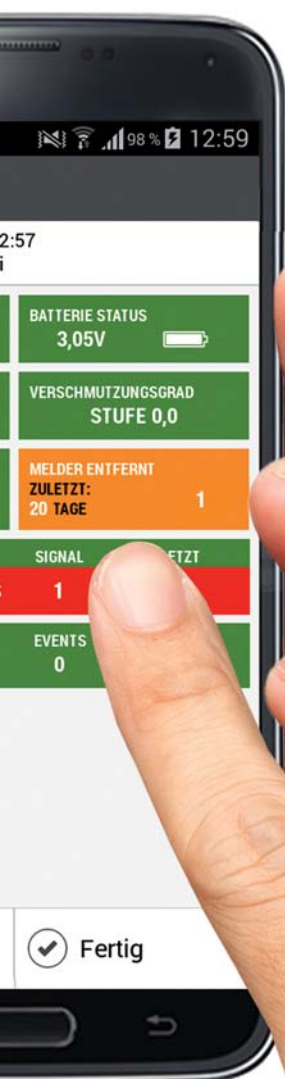 98 % 12:59
2:57
i
BATTERIE STATUS
3,05V
VERSCHMUTZUNGSGRAD
STUFE 0,0
MELDER ENTFERNT
ZULETZT:
20 TAGE 1
SIGNAL ETZT
1
EVENTS
0
Fertig